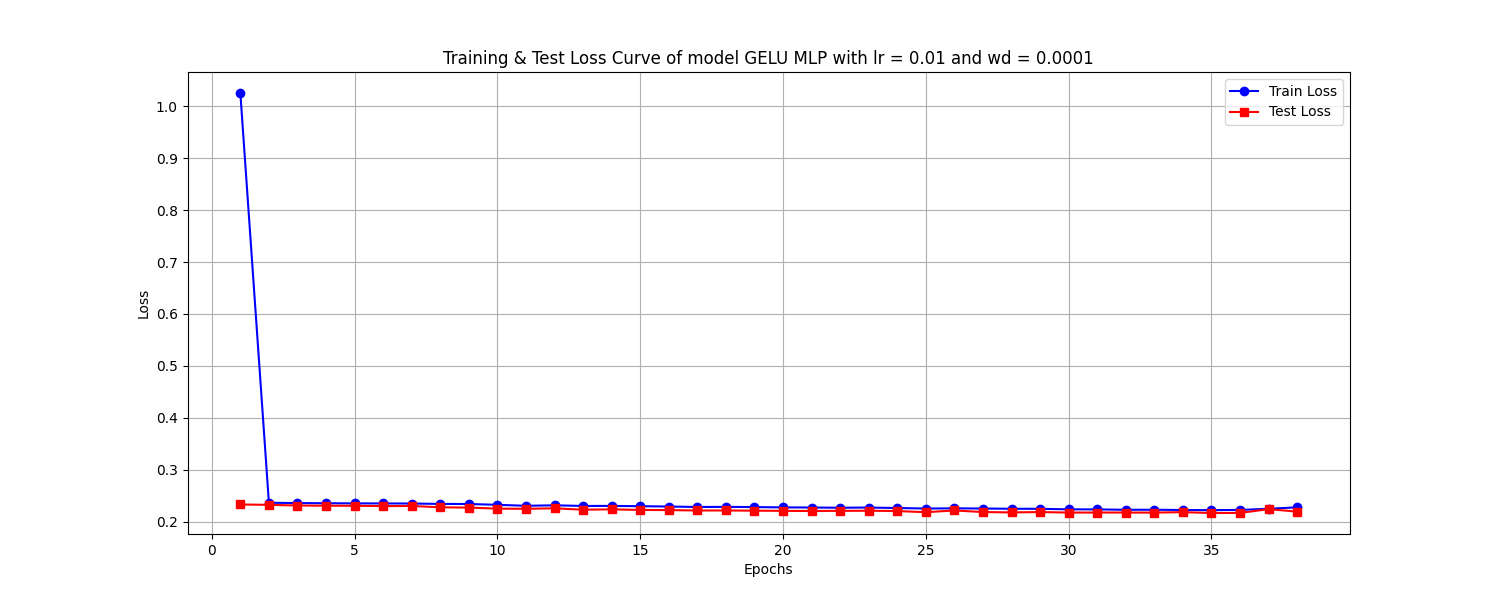 Training & Test Loss Curve of model GELU MLP with lr = 0.01 and wd = 0.0001
Train Loss
Test Loss
1.0
0.9
0.8
0.7
0.6
0.5
0.4
0.3
0.2
Loss
0 5 10 15 20 25 30 35
Epochs